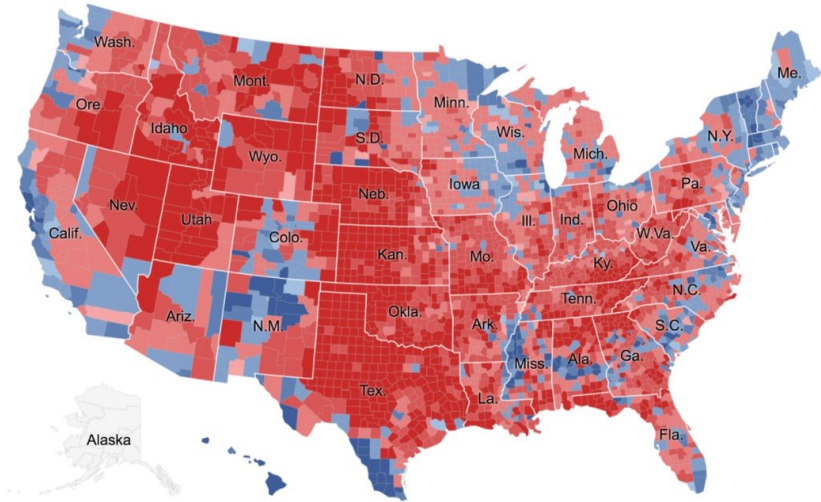 Wash.
Mont.
N.D.
Minn.
Me.
Ore.
Idaho
S.D.
Wis.
N.Y.
Wyo.
Mich.
Neb.
Iowa
Pa.
Nev.
Utah
Colo.
Ill.
Ind.
Ohio
Calif.
Kan.
Mo.
W.Va.
Va.
Ky.
Ariz.
N.M.
Okla.
Ark.
Tenn.
N.C.
S.C.
Tex.
La.
Miss.
Ala.
Ga.
Alaska
Fla.